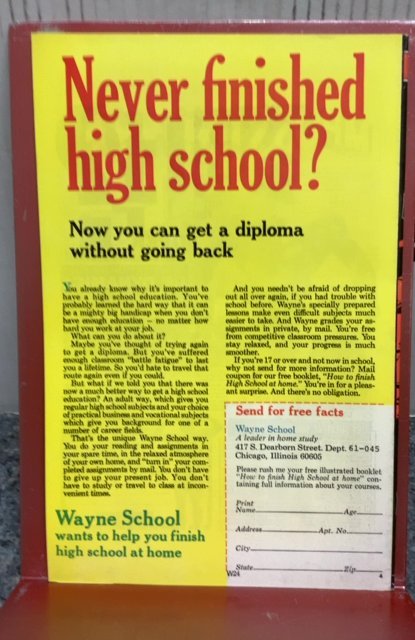 Never finished
high school?
Now you can get a diploma
without going back
You already know why it's important to
have a high school education. You've
probably learned the hard way that it can
be a mighty big handicap when you don't
have enough education — no matter how
hard you work at your job.
What can you do about it?
Maybe you've thought of trying again
to get a diploma. But you've suffered
enough classroom "battle fatigue" to last
you a lifetime. So you'd hate to travel that
route again even if you could.
But what if we told you that there was
now a much better way to get a high school
education? An adult way, which gives you
regular high school subjects and your choice
of practical business and vocational subjects
which give you background for one of a
number of career fields.
That's the unique Wayne School way.
You do your reading and assignments in
your spare time, in the relaxed atmosphere
of your own home, and "turn in" your com-
pleted assignments by mail. You don't have
to give up your present job. You don't
have to study or travel to class at incon-
venient times.
Wayne School
wants to help you finish
high school at home
And you needn't be afraid of dropping
out all over again, if you had trouble with
school before. Wayne's specially prepared
lessons make even difficult subjects much
easier to take. And Wayne grades your as-
signments in private, by mail. You're free
from competitive classroom pressures. You
stay relaxed, and your progress is much
smoother.
If you're 17 or over and not now in school,
why not send for more information? Mail
coupon for our free booklet, "How to finish
High School at home." You're in for a pleas-
ant surprise. And there's no obligation.
Send for free facts
Wayne School
A leader in home study
417 S. Dearborn Street. Dept. 61-045
Chicago, Illinois 60605
Please rush me your free illustrated booklet
"How to finish High School at home" con-
taining full information about your courses.
Print
Name Age
Address Apt. No.
City
State Zip
W24 4